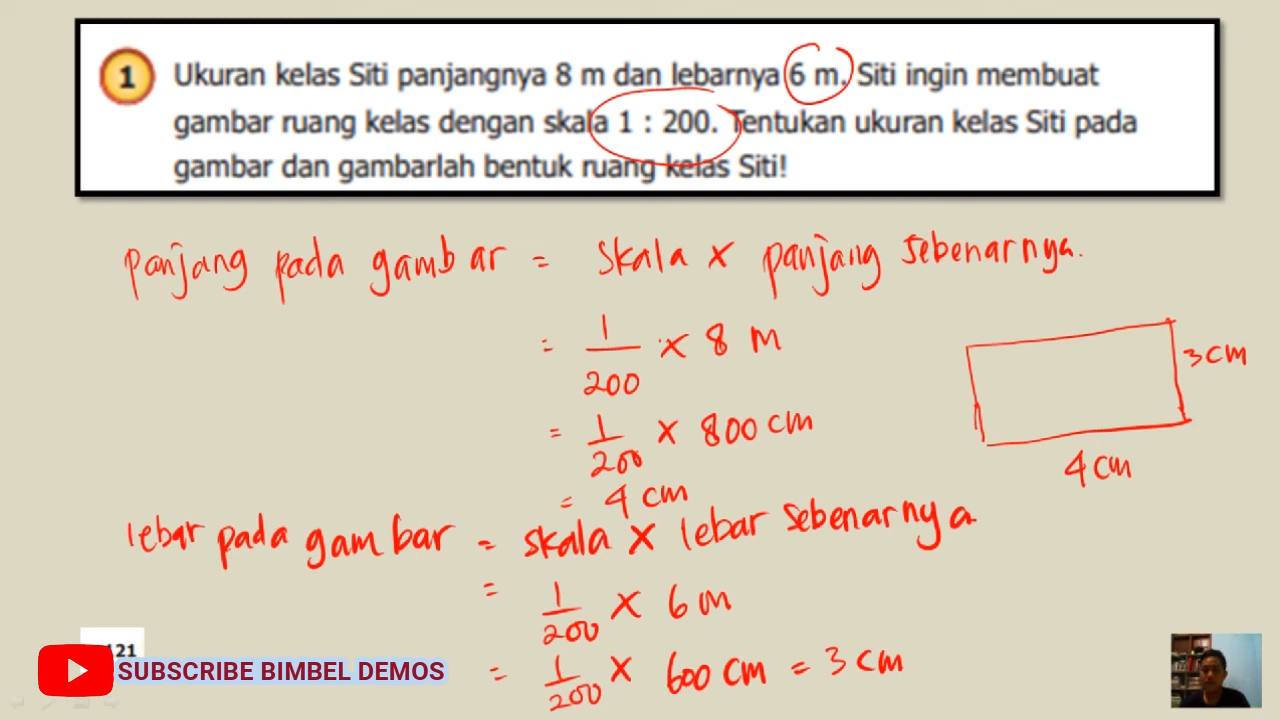 1
Ukuran kelas Siti panjangnya 8 m dan lebarnya 6 m. Siti ingin membuat
gambar ruang kelas dengan skala 1 : 200. Tentukan ukuran kelas Siti pada
gambar dan gambarlah bentuk ruang kelas Siti!
Panjang pada gambar = skala x panjang sebenarnya.
= 1/200 x 8 m
= 1/200 x 800 cm
= 4 cm
3 cm
4 cm
lebar pada gambar = skala x lebar sebenarnya
= 1/200 x 6 m
= 1/200 x 600 cm = 3 cm
121
SUBSCRIBE BIMBEL DEMOS